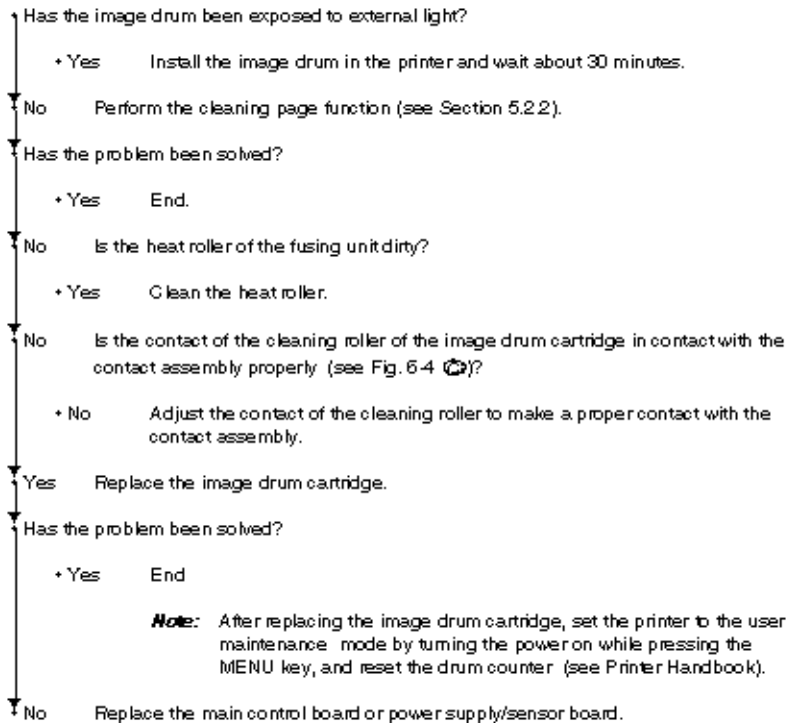 • Has the image drum been exposed to external light?
• Yes Install the image drum in the printer and wait about 30 minutes.
• No Perform the cleaning page function (see Section 5.2.2).
• Has the problem been solved?
• Yes End.
• No Is the heat roller of the fusing unit dirty?
• Yes Clean the heat roller.
• No Is the contact of the cleaning roller of the image drum cartridge in contact with the
contact assembly properly (see Fig. 6-4 )?
• No Adjust the contact of the cleaning roller to make a proper contact with the
contact assembly.
• Yes Replace the image drum cartridge.
• Has the problem been solved?
• Yes End
Note: After replacing the image drum cartridge, set the printer to the user
maintenance mode by turning the power on while pressing the
MENU key, and reset the drum counter (see Printer Handbook).
• No Replace the main control board or power supply/sensor board.